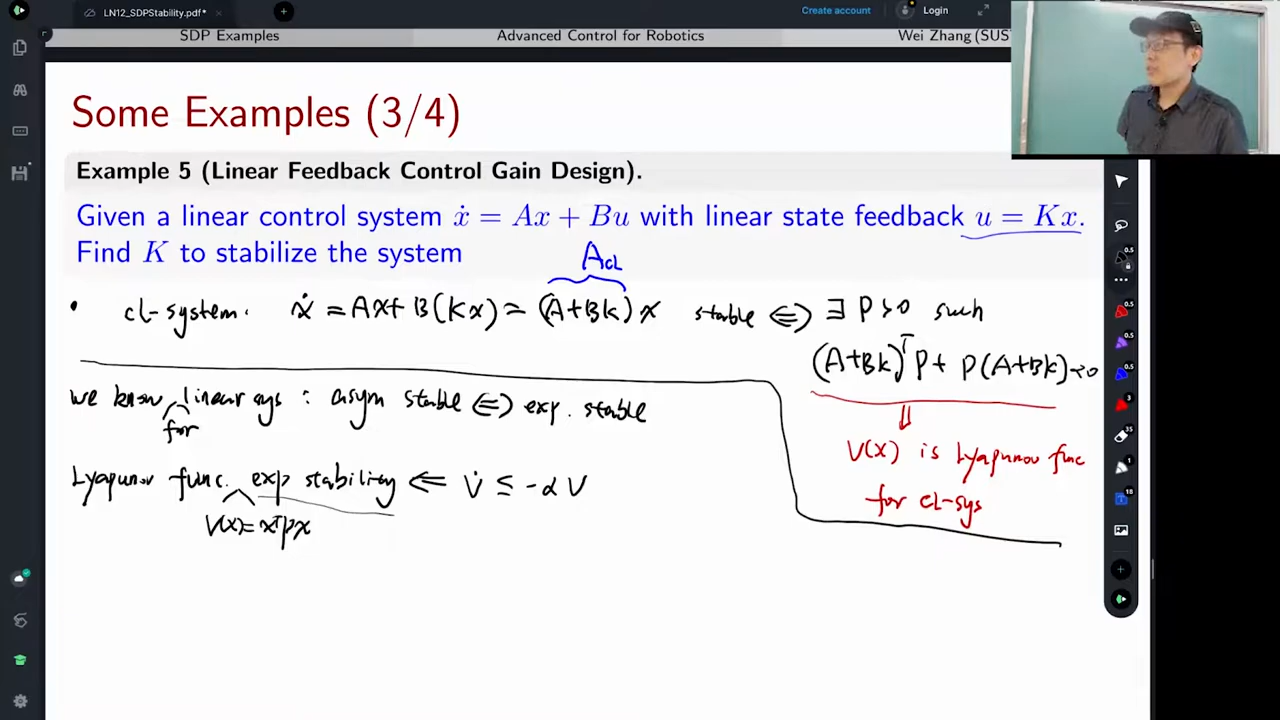 LN12_SDPStability.pdf*
Create account
Login
SDP Examples
Advanced Control for Robotics
Wei Zhang (SUS
Some Examples (3/4)
Example 5 (Linear Feedback Control Gain Design).
Given a linear control system ẋ = Ax + Bu with linear state feedback u = Kx.
Find K to stabilize the system
A_CL
• CL-system: ẋ = Ax + B(Kx) = (A+BK) x stable ⟺ ∃ P ≻ 0 such
(A+BK)ᵀP + P(A+BK) ≺ 0
we know for linear sys : asym stable ⟺ exp. stable
⇓
V(x) is Lyapunov func
for CL-sys
Lyapunov func. exp stability ⟸ V̇ ≤ -αV
V(x) = xᵀPx